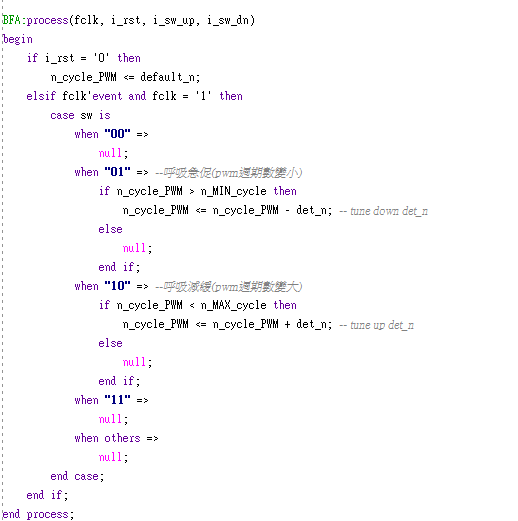 BFA:process(fclk, i_rst, i_sw_up, i_sw_dn)
begin
    if i_rst = '0' then
        n_cycle_PWM <= default_n;
    elsif fclk'event and fclk = '1' then
        case sw is
            when "00" =>
                null;
            when "01" => --呼吸急促(pwm週期數變小)
                if n_cycle_PWM > n_MIN_cycle then
                    n_cycle_PWM <= n_cycle_PWM - det_n; -- tune down det_n
                else
                    null;
                end if;
            when "10" => --呼吸減緩(pwm週期數變大)
                if n_cycle_PWM < n_MAX_cycle then
                    n_cycle_PWM <= n_cycle_PWM + det_n; -- tune up det_n
                else
                    null;
                end if;
            when "11" =>
                null;
            when others =>
                null;
        end case;
    end if;
end process;